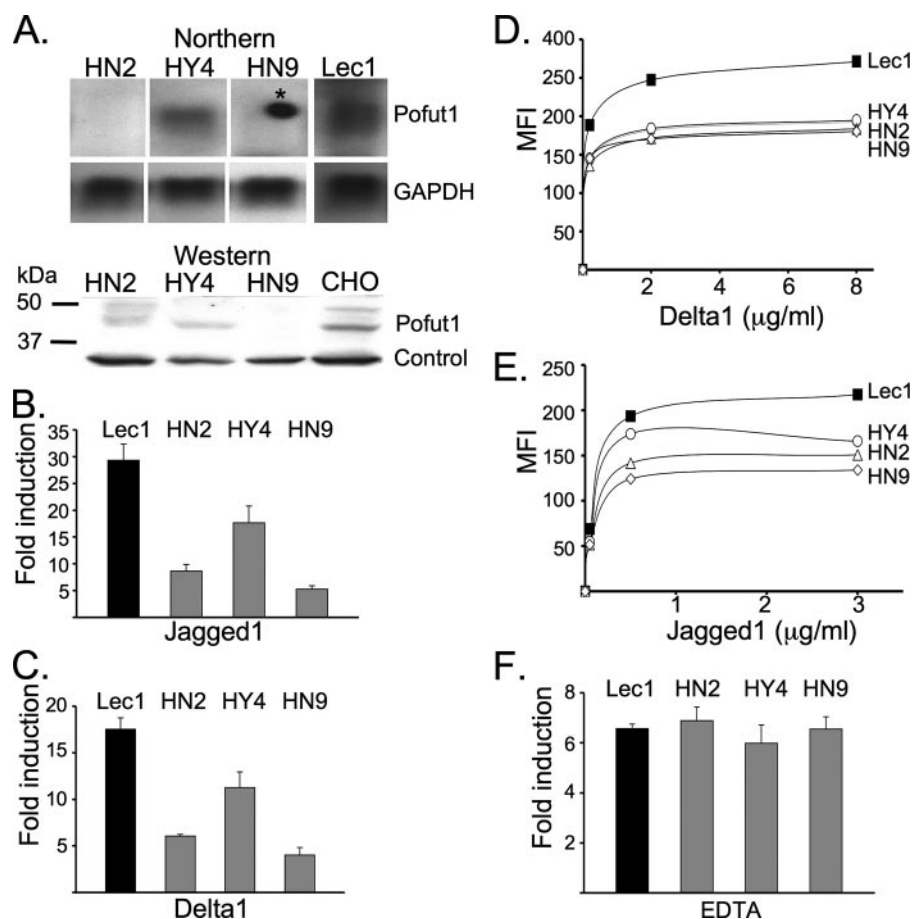 A.
Northern
HN2 HY4 HN9 Lec1
*
Pofut1
GAPDH
Western
kDa HN2 HY4 HN9 CHO
50
Pofut1
37
Control
B.
Fold induction
35
30
25
20
15
10
5
Lec1 HN2 HY4 HN9
Jagged1
C.
Fold induction
20
15
10
5
Lec1 HN2 HY4 HN9
Delta1
D.
MFI
400
250
200
150
100
50
0
Lec1
HY4
HN2
HN9
2 4 6 8
Delta1 (μg/ml)
E.
MFI
250
200
150
100
50
0
Lec1
HY4
HN2
HN9
1 2 3
Jagged1 (μg/ml)
F.
Fold induction
8
6
4
2
Lec1 HN2 HY4 HN9
EDTA